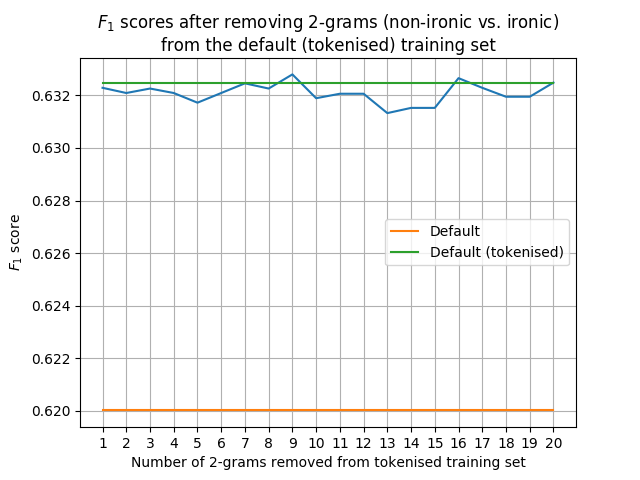 F₁ scores after removing 2-grams (non-ironic vs. ironic)
from the default (tokenised) training set
0.632
0.630
0.628
0.626
0.624
0.622
0.620
F₁ score
Default
Default (tokenised)
1 2 3 4 5 6 7 8 9 10 11 12 13 14 15 16 17 18 19 20
Number of 2-grams removed from tokenised training set